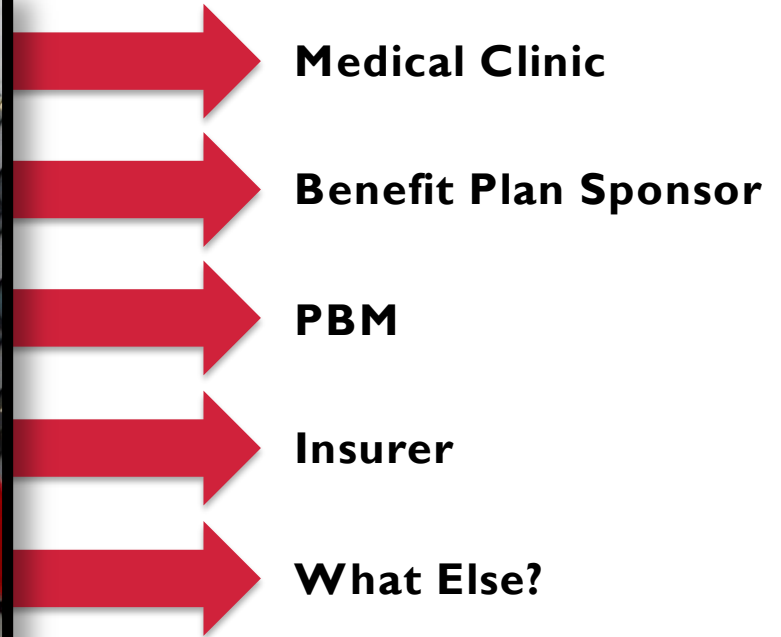 Medical Clinic
Benefit Plan Sponsor
PBM
Insurer
What Else?